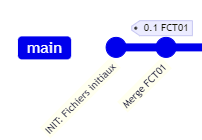 0.1 FCT01
main
INIT: Fichiers initiaux
Merge FCT01